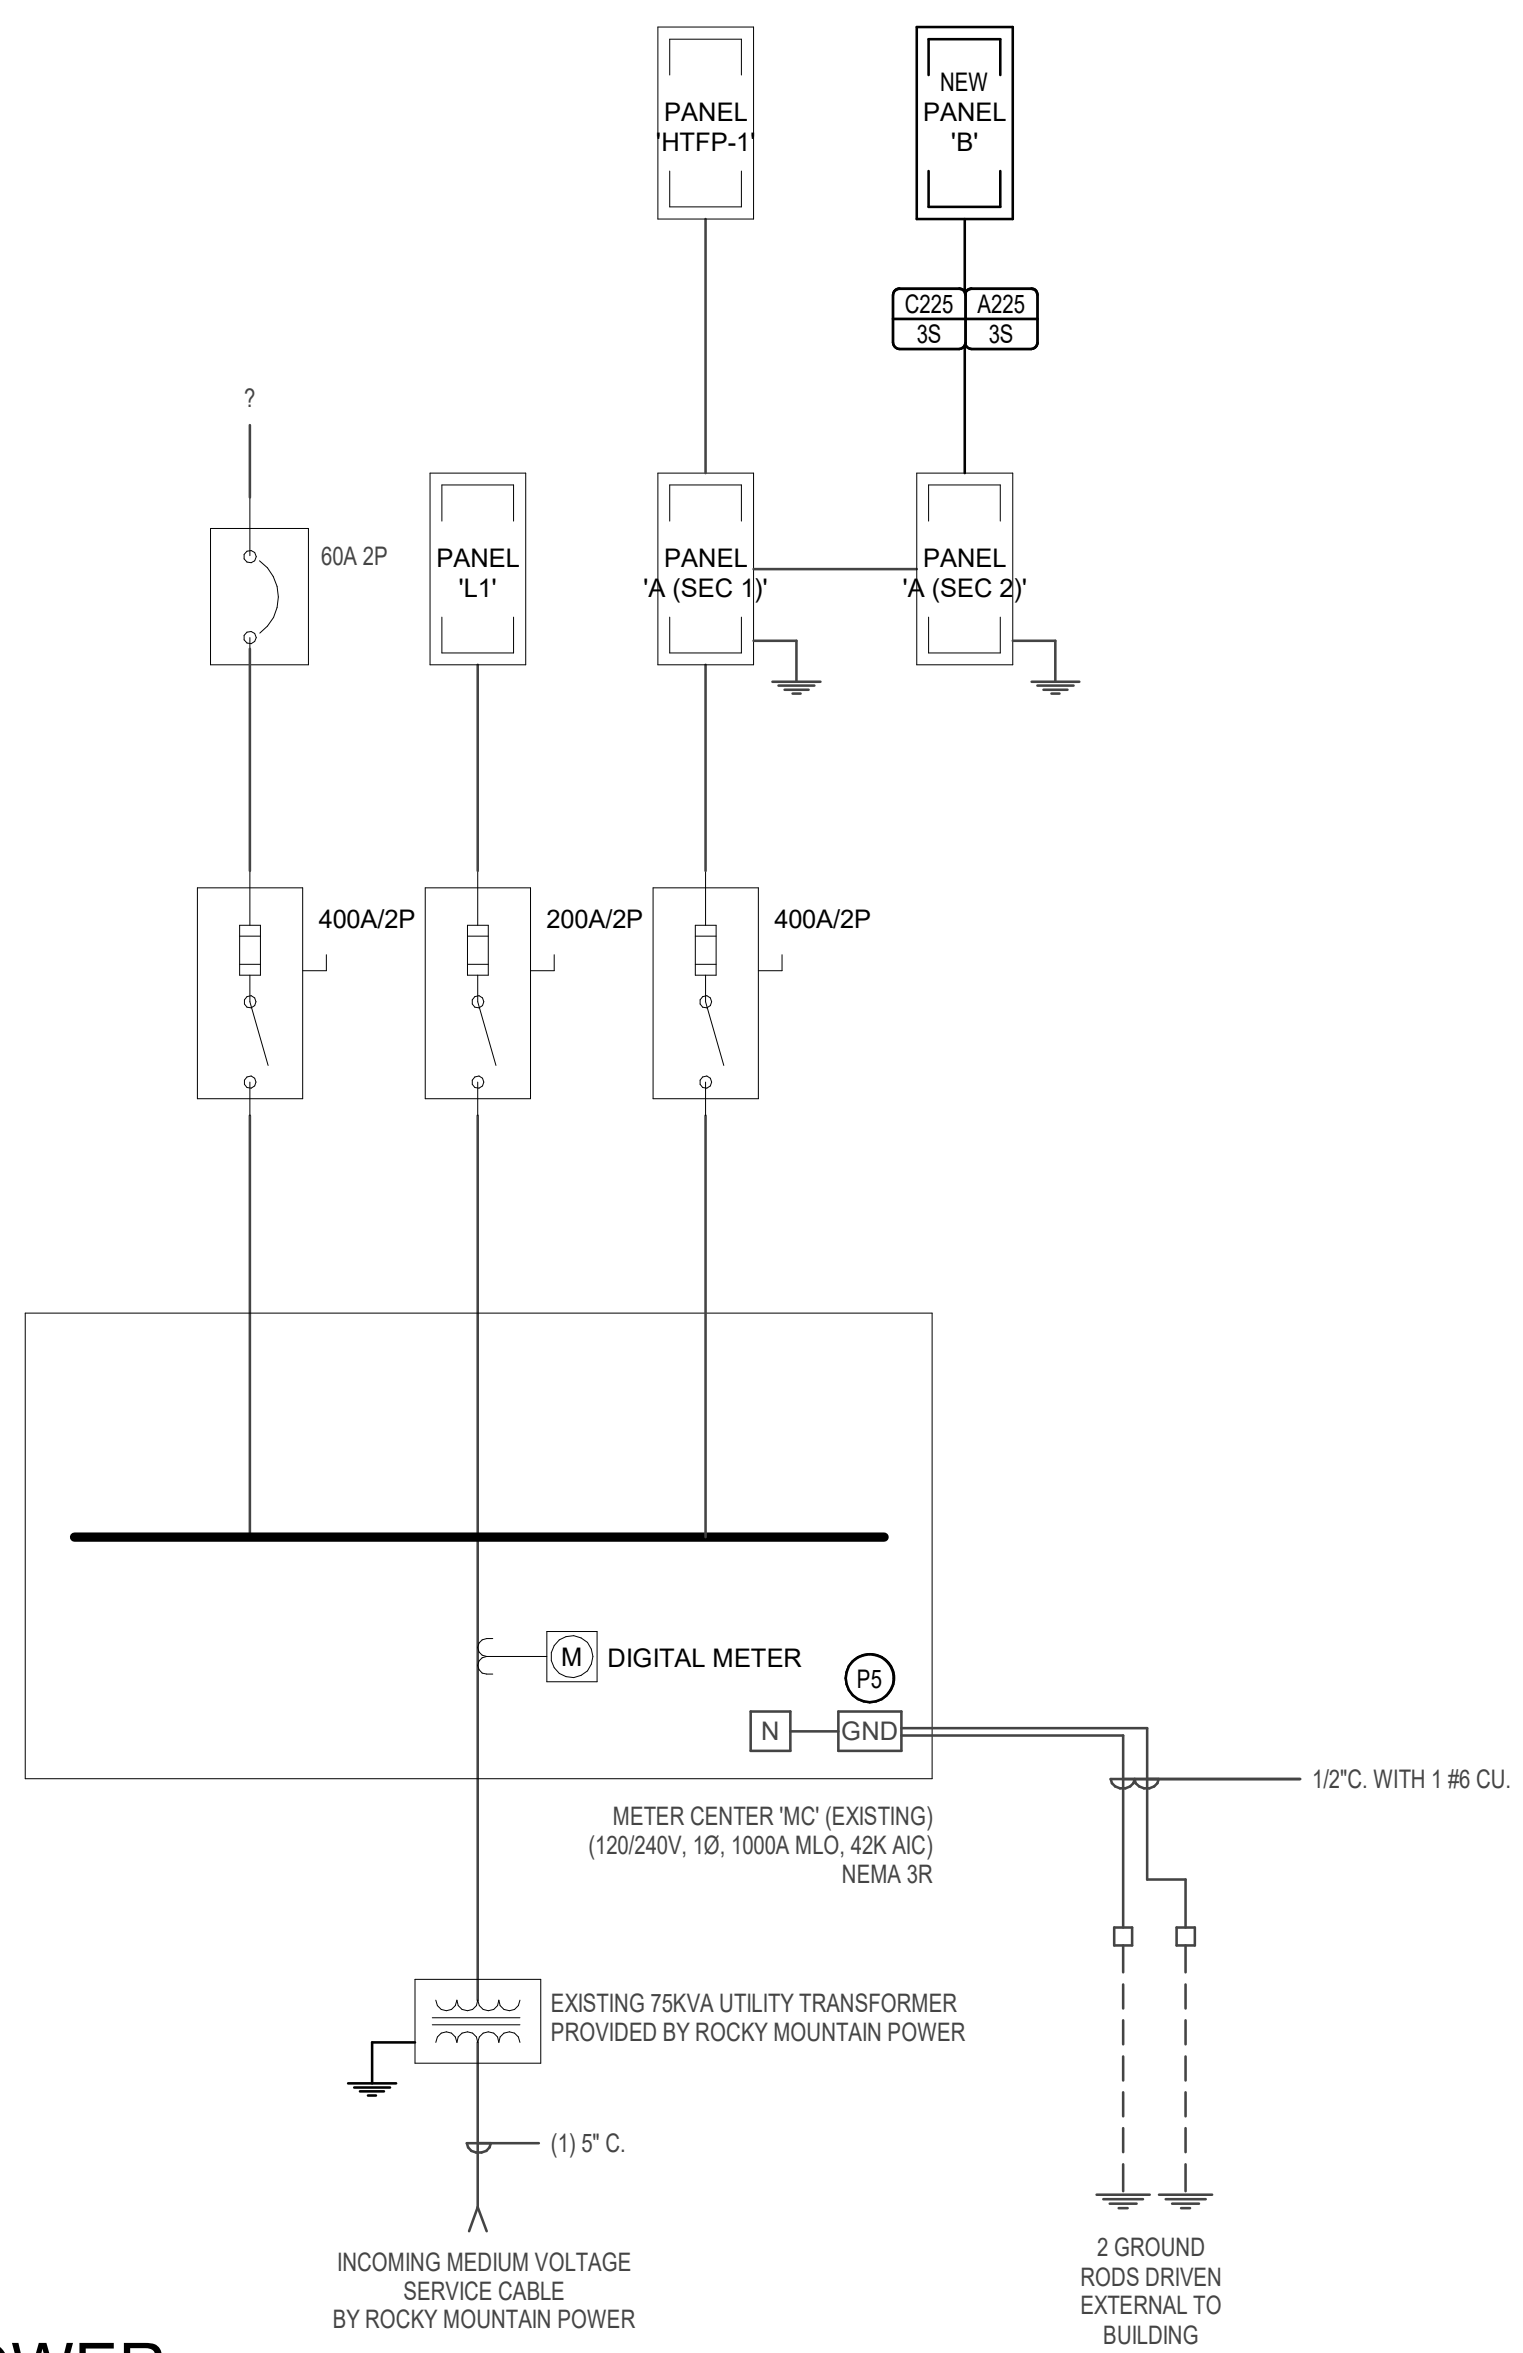 PANEL
'HTFP-1'
NEW
PANEL
'B'
C225
A225
3S
3S
?
60A 2P
PANEL
'L1'
PANEL
'A (SEC 1)'
PANEL
'A (SEC 2)'
400A/2P
200A/2P
400A/2P
M
DIGITAL METER
P5
N
GND
1/2"C. WITH 1 #6 CU.
METER CENTER 'MC' (EXISTING)
(120/240V, 1Ø, 1000A MLO, 42K AIC)
NEMA 3R
EXISTING 75KVA UTILITY TRANSFORMER
PROVIDED BY ROCKY MOUNTAIN POWER
(1) 5" C.
INCOMING MEDIUM VOLTAGE
SERVICE CABLE
BY ROCKY MOUNTAIN POWER
2 GROUND
RODS DRIVEN
EXTERNAL TO
BUILDING